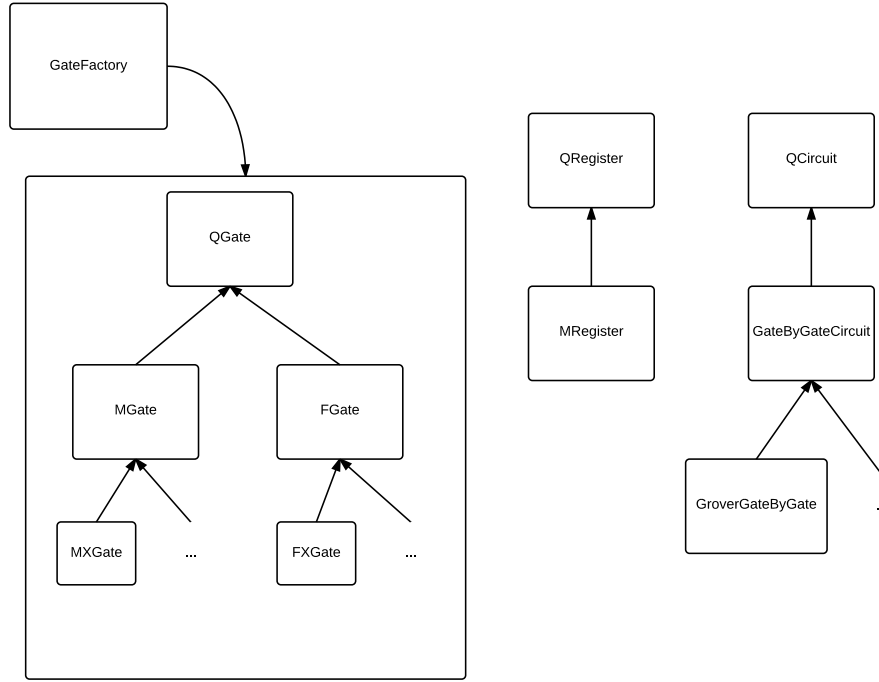 GateFactory
QRegister
QCircuit
QGate
MRegister
GateByGateCircuit
MGate
FGate
GroverGateByGate
MXGate
...
FXGate
...